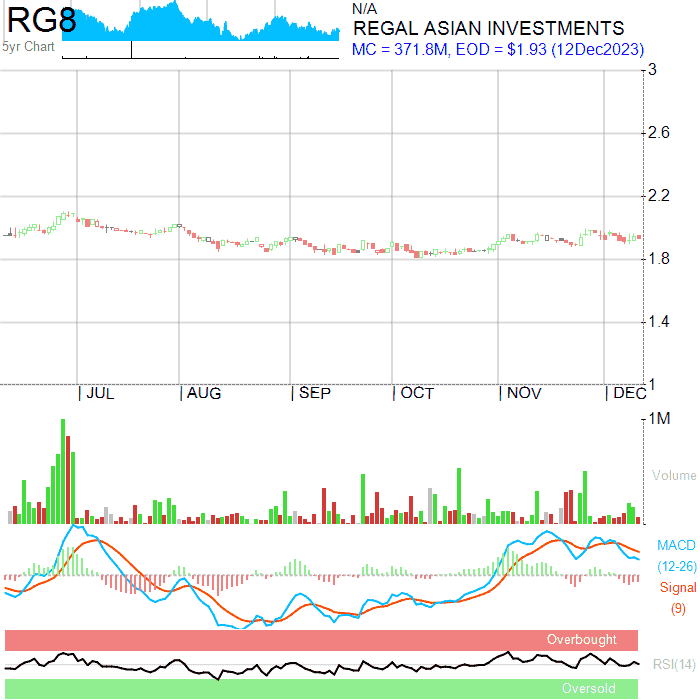 RG8
N/A
REGAL ASIAN INVESTMENTS
5yr Chart
MC = 371.8M, EOD = $1.93 (12Dec2023)
3
2.6
2.2
1.8
1.4
1
JUL
AUG
SEP
OCT
NOV
DEC
1M
Volume
MACD
(12-26)
Signal
(9)
Overbought
RSI(14)
Oversold